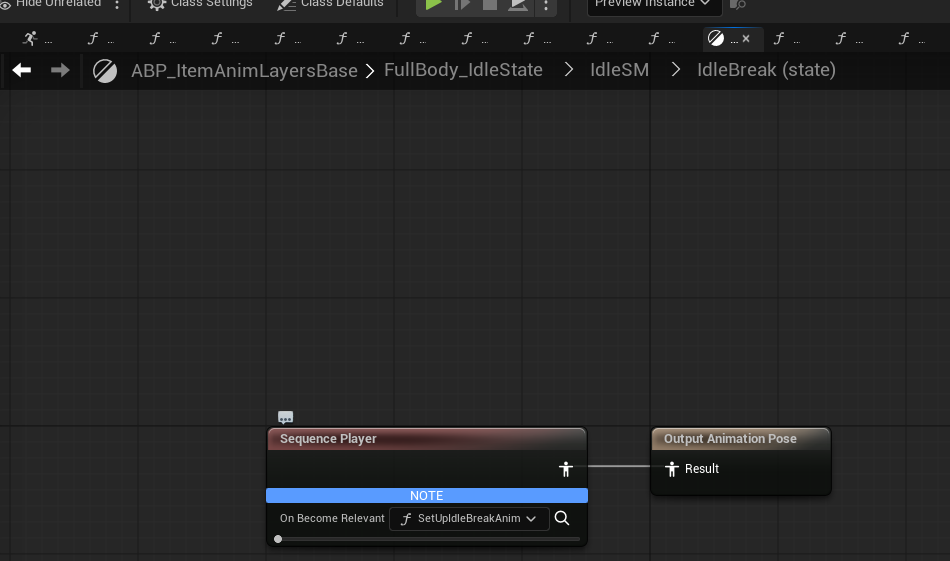 Hide Unrelated
Class Settings
Class Defaults
Preview Instance
... ... ... ... ... ... ... ... ... ... ... ... ... ... ...
ABP_ItemAnimLayersBase > FullBody_IdleState > IdleSM > IdleBreak (state)
Sequence Player
NOTE
On Become Relevant
SetUpIdleBreakAnim
Output Animation Pose
Result